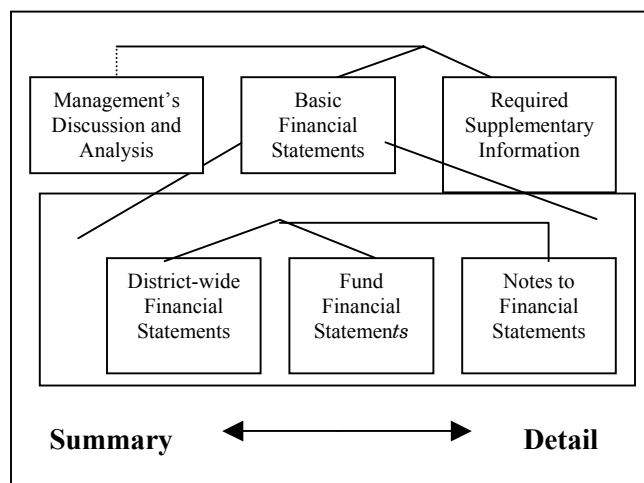 Management's
Discussion and
Analysis
Basic
Financial
Statements
Required
Supplementary
Information
District-wide
Financial
Statements
Fund
Financial
Statements
Notes to
Financial
Statements
Summary
Detail